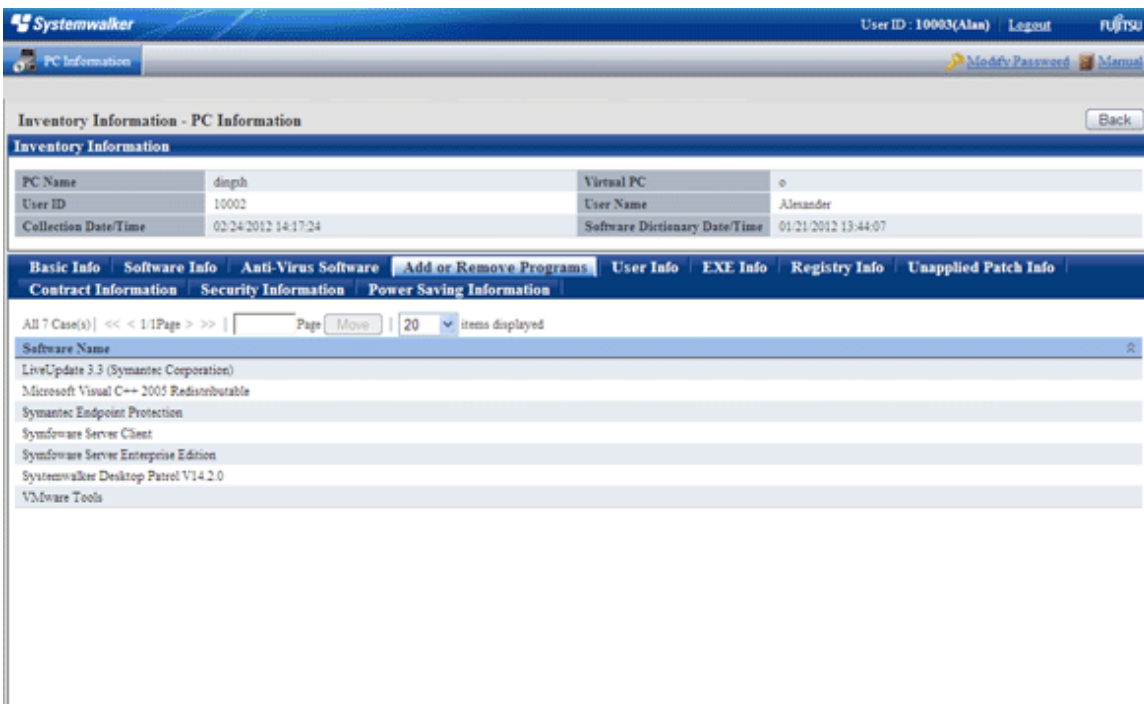 Systemwalker User ID : 10003(Alan) Logout FUJITSU
PC Information Modify Password Manual
Inventory Information - PC Information Back
Inventory Information
PC Name Virtual PC o
User ID 10002 User Name Alexander
Collection Date/Time 02/24/2012 14:17:24 Software Dictionary Date/Time 01/21/2012 13:44:07
Basic Info Software Info Anti-Virus Software Add or Remove Programs User Info EXE Info Registry Info Unapplied Patch Info
Contract Information Security Information Power Saving Information
All 7 Case(s) | << < 1/1Page > >> | Page Move | 20 items displayed
Software Name
LiveUpdate 3.3 (Symantec Corporation)
Microsoft Visual C++ 2005 Redistributable
Symantec Endpoint Protection
Symfoware Server Client
Symfoware Server Enterprise Edition
Systemwalker Desktop Patrol V14.2.0
VMware Tools